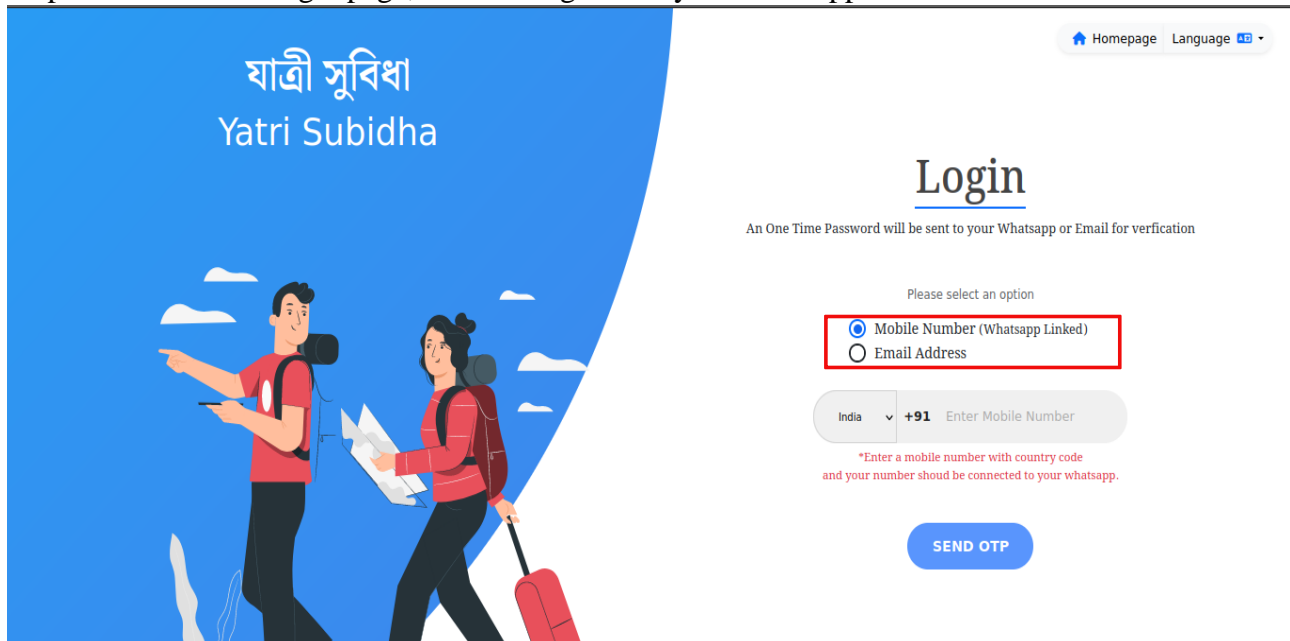 যাত্রী সুবিধা
Yatri Subidha
Homepage Language
Login
An One Time Password will be sent to your Whatsapp or Email for verfication
Please select an option
Mobile Number (Whatsapp Linked)
Email Address
India +91 Enter Mobile Number
*Enter a mobile number with country code
and your number shoud be connected to your whatsapp.
SEND OTP